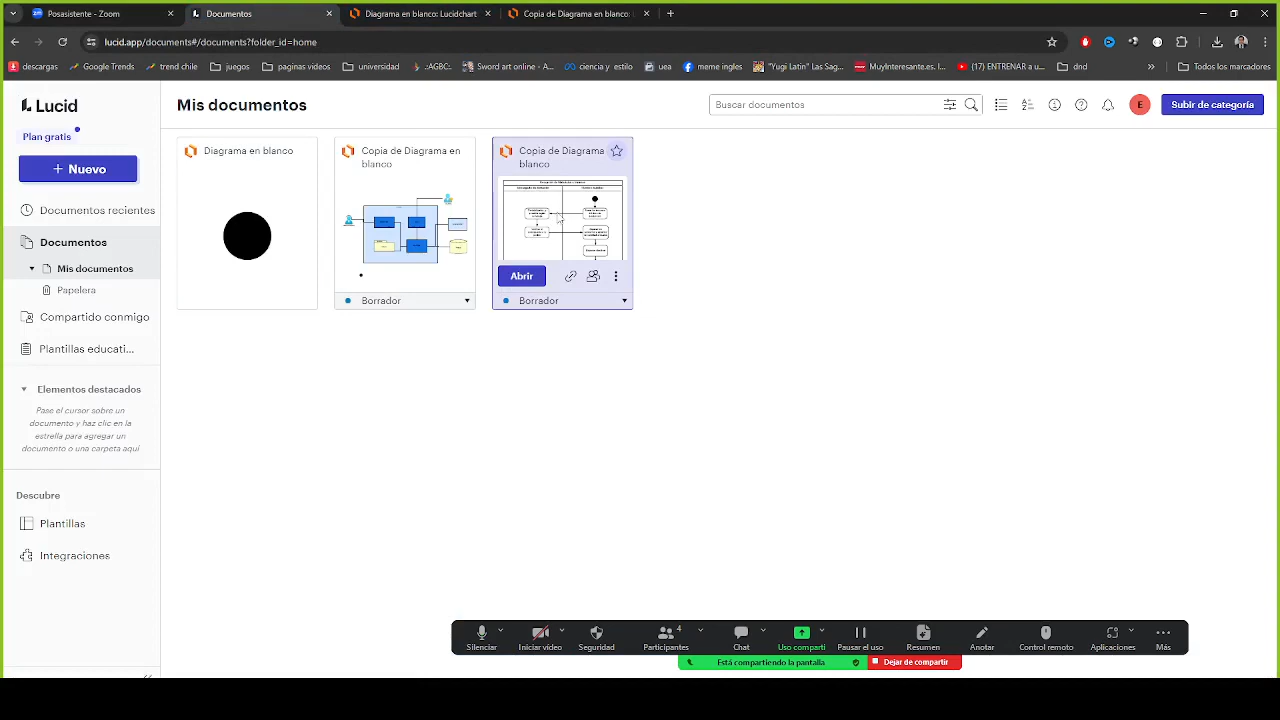 Posasistente - Zoom
Documentos
Diagrama en blanco: Lucidchart
Copia de Diagrama en blanco:
lucid.app/documents#/documents?folder_id=home
descargas
Google Trends
trend chile
juegos
paginas videos
universidad
Sword art online - A...
ciencia y estilo
uea
meme ingles
"Yugi Latin" Las Sag...
MuyInteresante.es. I...
(17) ENTRENAR a u...
dnd
Todos los marcadores
Lucid
Mis documentos
Buscar documentos
E
Subir de categoría
Plan gratis
+ Nuevo
Documentos recientes
Documentos
Mis documentos
Papelera
Compartido conmigo
Plantillas educati...
Elementos destacados
Pase el cursor sobre un
documento y haz clic en la
estrella para agregar un
documento o una carpeta aquí
Descubre
Plantillas
Integraciones
Diagrama en blanco
Copia de Diagrama en
blanco
Borrador
Copia de Diagrama
blanco
Abrir
Borrador
Silenciar
Iniciar vídeo
Seguridad
4
Participantes
Chat
Uso comparti
Pausar el uso
Resumen
Anotar
Control remoto
Aplicaciones
Más
Está compartiendo la pantalla
Dejar de compartir